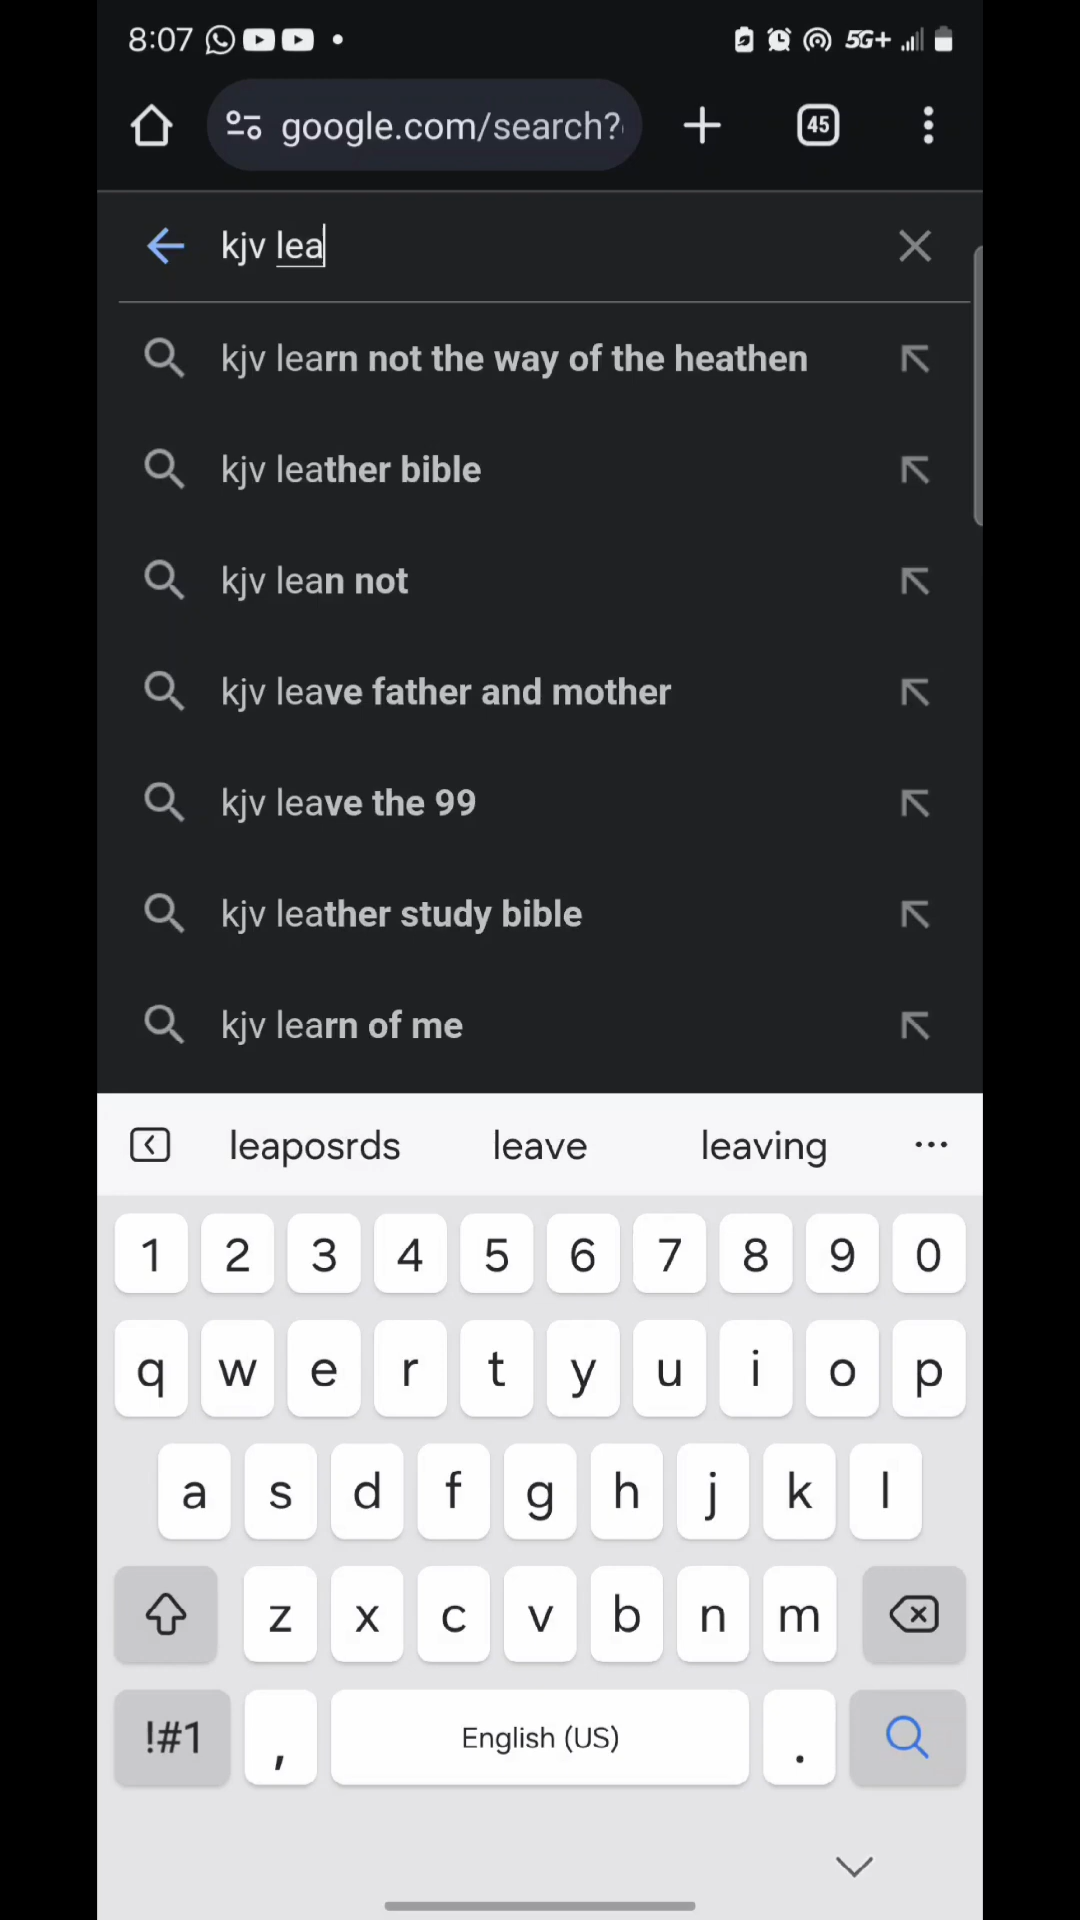 8:07 5G+
google.com/search?
45
kjv lea
kjv learn not the way of the heathen
kjv leather bible
kjv lean not
kjv leave father and mother
kjv leave the 99
kjv leather study bible
kjv learn of me
leaposrds leave leaving ...
1 2 3 4 5 6 7 8 9 0
q w e r t y u i o p
a s d f g h j k l
z x c v b n m
!#1 , English (US) .